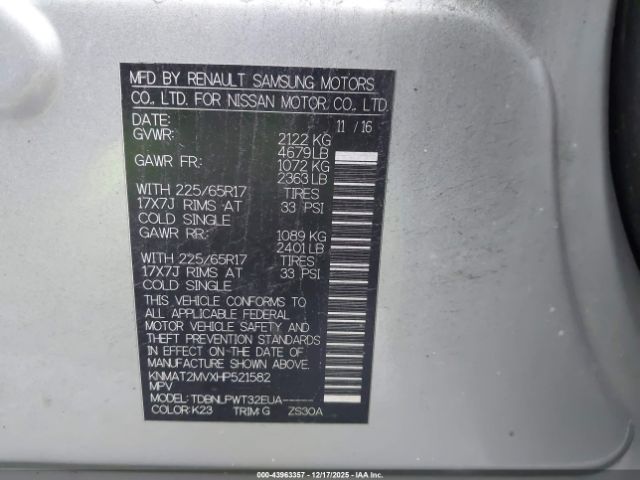 MFD BY RENAULT SAMSUNG MOTORS
CO., LTD. FOR NISSAN MOTOR CO., LTD.
DATE: 11 / 16
GVWR: 2122 KG
4679LB
GAWR FR: 1072 KG
2363LB
WITH 225/65R17 TIRES
17X7J RIMS AT 33 PSI
COLD SINGLE
GAWR RR: 1089 KG
2401LB
WITH 225/65R17 TIRES
17X7J RIMS AT 33 PSI
COLD SINGLE
THIS VEHICLE CONFORMS TO
ALL APPLICABLE FEDERAL
MOTOR VEHICLE SAFETY AND
THEFT PREVENTION STANDARDS
IN EFFECT ON THE DATE OF
MANUFACTURE SHOWN ABOVE.
KNMAT2MVXHP521582
MPV
MODEL: TDBNLPWT32EUA-----
COLOR:K23 TRIM:G ZS30A
000-43963357 - 12/17/2025 - IAA